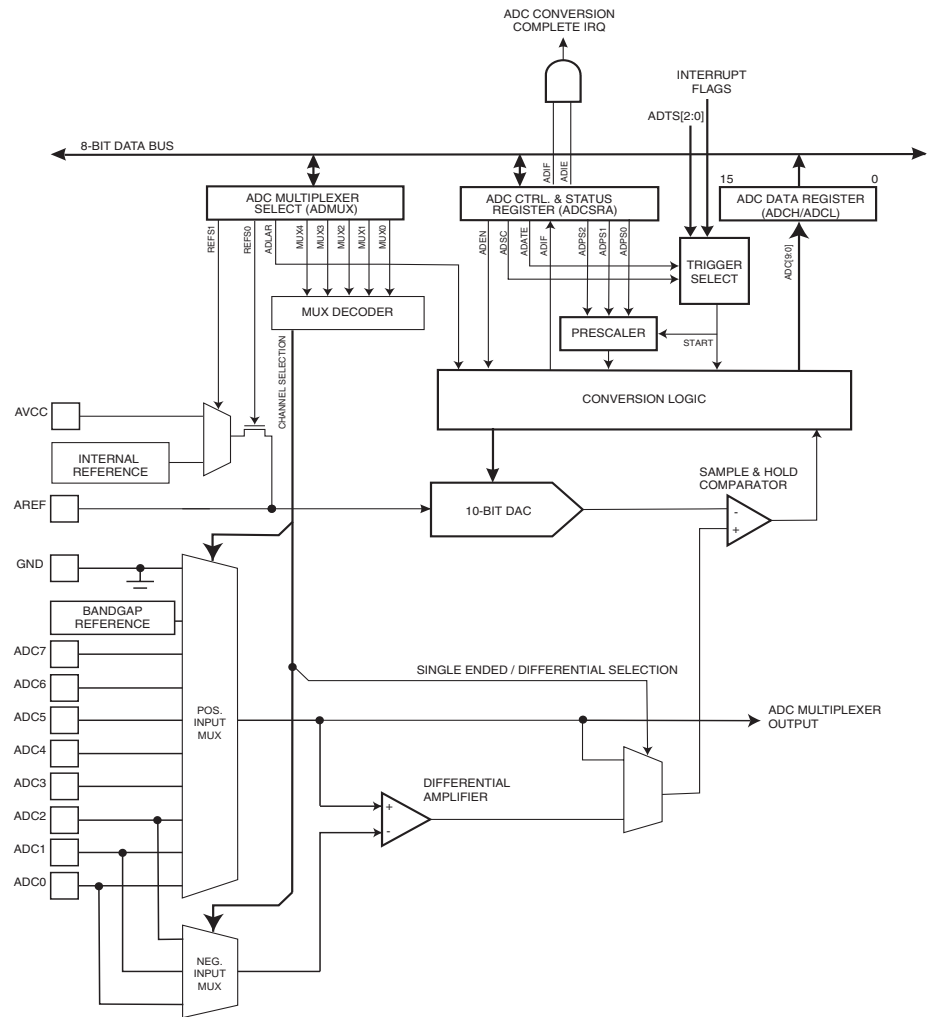 ADC CONVERSION
COMPLETE IRQ
INTERRUPT
FLAGS
ADTS[2:0]
8-BIT DATA BUS
ADIF
ADIE
15
0
ADC MULTIPLEXER
SELECT (ADMUX)
ADC CTRL. & STATUS
REGISTER (ADCSRA)
ADC DATA REGISTER
(ADCH/ADCL)
REFS1
REFS0
ADLAR
MUX4
MUX3
MUX2
MUX1
MUX0
ADEN
ADSC
ADATE
ADIF
ADPS2
ADPS1
ADPS0
ADC[9:0]
TRIGGER
SELECT
MUX DECODER
PRESCALER
START
CHANNEL SELECTION
CONVERSION LOGIC
AVCC
INTERNAL
REFERENCE
AREF
SAMPLE & HOLD
COMPARATOR
10-BIT DAC
-
+
GND
BANDGAP
REFERENCE
ADC7
ADC6
ADC5
ADC4
ADC3
ADC2
ADC1
ADC0
POS.
INPUT
MUX
SINGLE ENDED / DIFFERENTIAL SELECTION
ADC MULTIPLEXER
OUTPUT
DIFFERENTIAL
AMPLIFIER
+
-
NEG.
INPUT
MUX